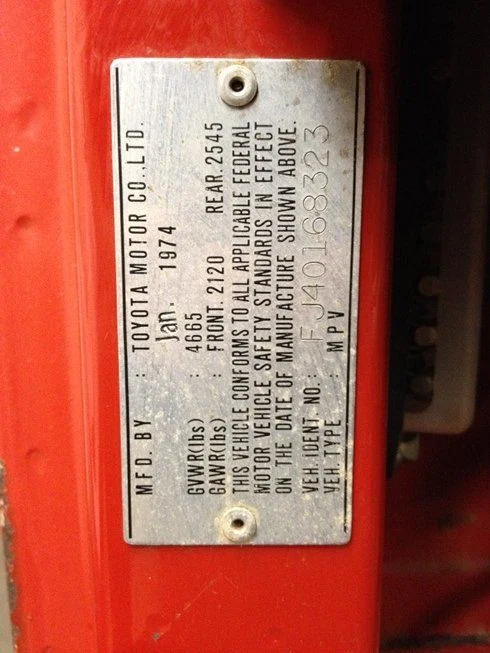 MFD. BY : TOYOTA MOTOR CO.,LTD.
Jan. 1974
GVWR(lbs) : 4665
GAWR(lbs) : FRONT. 2120 REAR. 2545
THIS VEHICLE CONFORMS TO ALL APPLICABLE FEDERAL
MOTOR VEHICLE SAFETY STANDARDS IN EFFECT
ON THE DATE OF MANUFACTURE SHOWN ABOVE.
VEH. IDENT. NO.: FJ40168323
VEH. TYPE : MPV